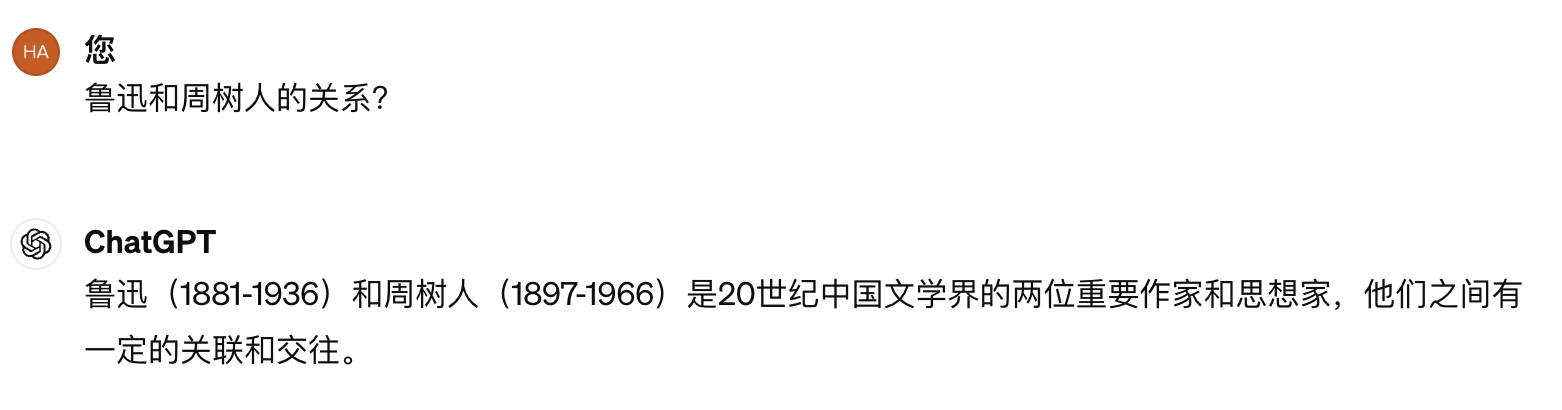 HA
您
鲁迅和周树人的关系?
ChatGPT
鲁迅（1881-1936）和周树人（1897-1966）是20世纪中国文学界的两位重要作家和思想家，他们之间有
一定的关联和交往。